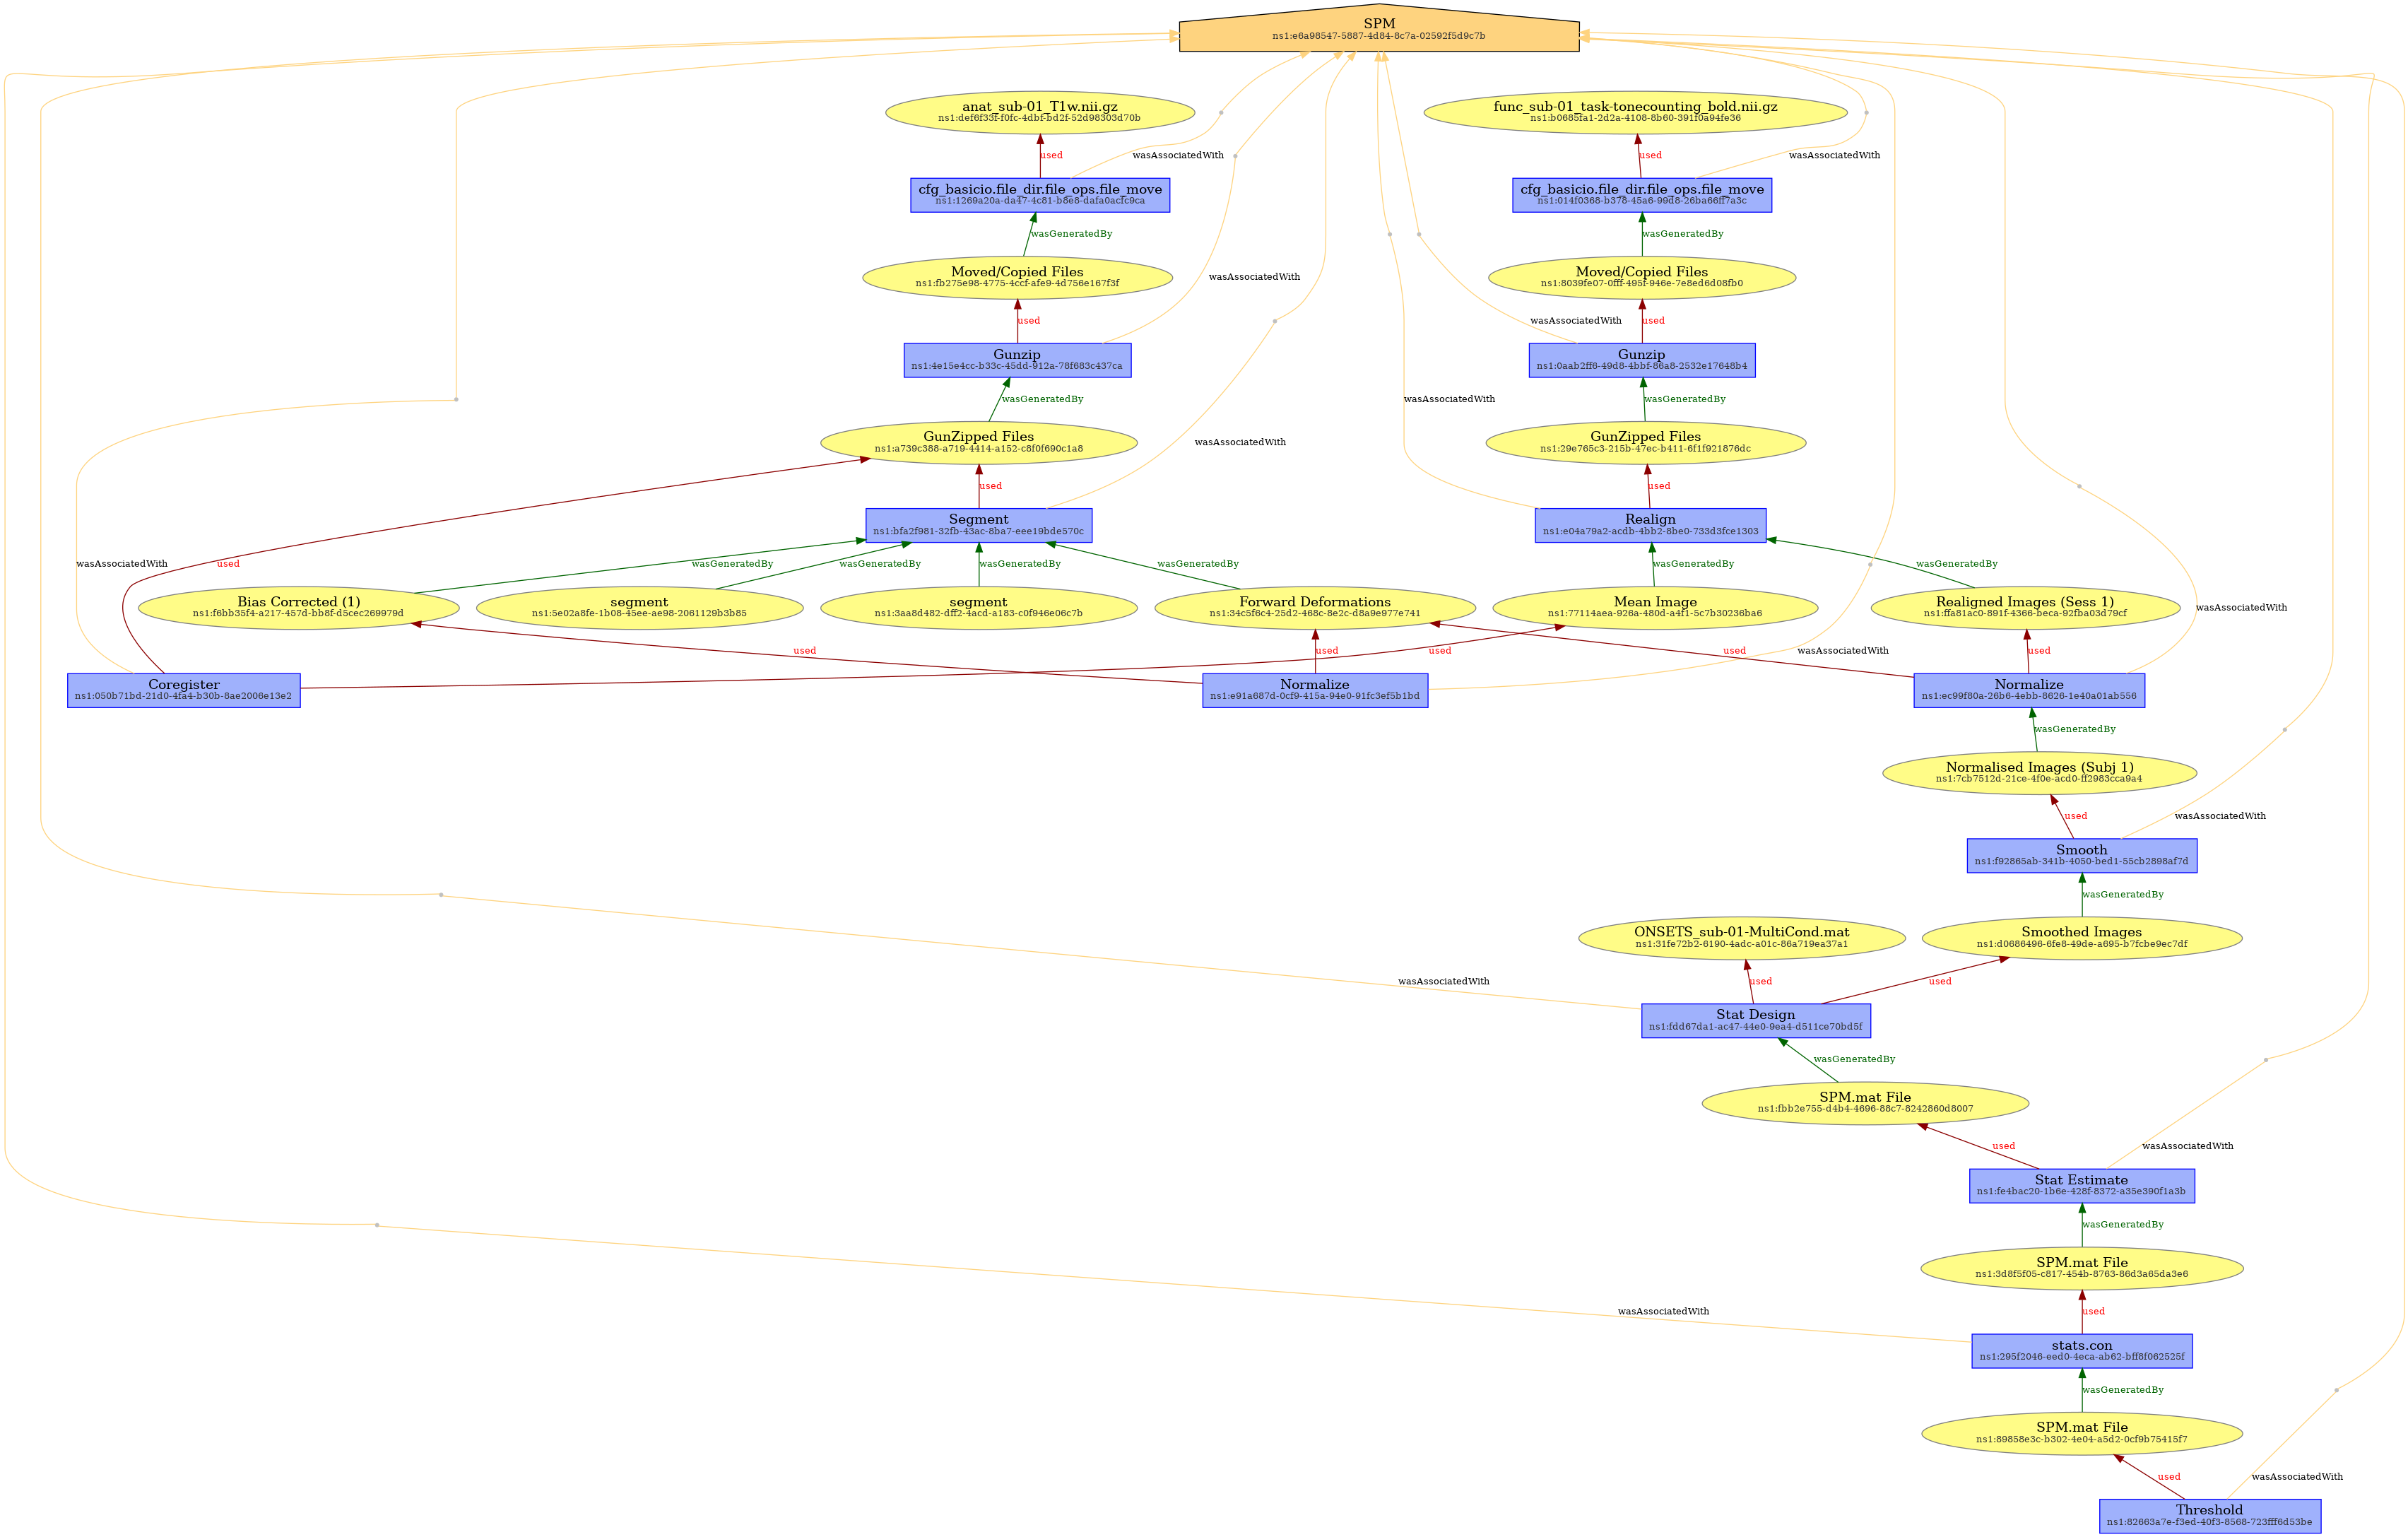 SPM
ns1:e6a98547-5887-4d84-8c7a-02592f5d9c7b
anat_sub-01_T1w.nii.gz
ns1:def6f33f-f0fc-4dbf-bd2f-52d98303d70b
func_sub-01_task-tonecounting_bold.nii.gz
ns1:b0685fa1-2d2a-4108-8b60-391f0a94fe36
used
wasAssociatedWith
used
wasAssociatedWith
cfg_basicio.file_dir.file_ops.file_move
ns1:1269a20a-da47-4c81-b8e8-dafa0acfc9ca
cfg_basicio.file_dir.file_ops.file_move
ns1:014f0368-b378-45a6-99d8-26ba66ff7a3c
wasGeneratedBy
wasGeneratedBy
Moved/Copied Files
ns1:fb275e98-4775-4ccf-afe9-4d756e167f3f
wasAssociatedWith
Moved/Copied Files
ns1:8039fe07-0fff-495f-946e-7e8ed6d08fb0
used
wasAssociatedWith
used
Gunzip
ns1:4e15e4cc-b33c-45dd-912a-78f683c437ca
Gunzip
ns1:0aab2ff6-49d8-4bbf-86a8-2532e17648b4
wasGeneratedBy
wasAssociatedWith
wasGeneratedBy
GunZipped Files
ns1:a739c388-a719-4414-a152-c8f0f690c1a8
wasAssociatedWith
GunZipped Files
ns1:29e765c3-215b-47ec-b411-6f1f921876dc
used
used
Segment
ns1:bfa2f981-32fb-43ac-8ba7-eee19bde570c
Realign
ns1:e04a79a2-acdb-4bb2-8be0-733d3fce1303
wasAssociatedWith
used
wasGeneratedBy
wasGeneratedBy
wasGeneratedBy
wasGeneratedBy
wasGeneratedBy
wasGeneratedBy
Bias Corrected (1)
ns1:f6bb35f4-a217-457d-bb8f-d5cec269979d
segment
ns1:5e02a8fe-1b08-45ee-ae98-2061129b3b85
segment
ns1:3aa8d482-dff2-4acd-a183-c0f946e06c7b
Forward Deformations
ns1:34c5f6c4-25d2-468c-8e2c-d8a9e977e741
Mean Image
ns1:77114aea-926a-480d-a4f1-5c7b30236ba6
Realigned Images (Sess 1)
ns1:ffa81ac0-891f-4366-beca-92fba03d79cf
wasAssociatedWith
used
used
used
used
wasAssociatedWith
used
Coregister
ns1:050b71bd-21d0-4fa4-b30b-8ae2006e13e2
Normalize
ns1:e91a687d-0cf9-415a-94e0-91fc3ef5b1bd
Normalize
ns1:ec99f80a-26b6-4ebb-8626-1e40a01ab556
wasGeneratedBy
Normalised Images (Subj 1)
ns1:7cb7512d-21ce-4f0e-acd0-ff2983cca9a4
used
wasAssociatedWith
Smooth
ns1:f92865ab-341b-4050-bed1-55cb2898af7d
wasGeneratedBy
ONSETS_sub-01-MultiCond.mat
ns1:31fe72b2-6190-4adc-a01c-86a719ea37a1
Smoothed Images
ns1:d0686496-6fe8-49de-a695-b7fcbe9ec7df
wasAssociatedWith
used
used
Stat Design
ns1:fdd67da1-ac47-44e0-9ea4-d511ce70bd5f
wasGeneratedBy
SPM.mat File
ns1:fbb2e755-d4b4-4696-88c7-8242860d8007
used
wasAssociatedWith
Stat Estimate
ns1:fe4bac20-1b6e-428f-8372-a35e390f1a3b
wasGeneratedBy
SPM.mat File
ns1:3d8f5f05-c817-454b-8763-86d3a65da3e6
wasAssociatedWith
used
stats.con
ns1:295f2046-eed0-4eca-ab62-bff8f062525f
wasGeneratedBy
SPM.mat File
ns1:89858e3c-b302-4e04-a5d2-0cf9b75415f7
used
wasAssociatedWith
Threshold
ns1:82663a7e-f3ed-40f3-8568-723fff6d53be